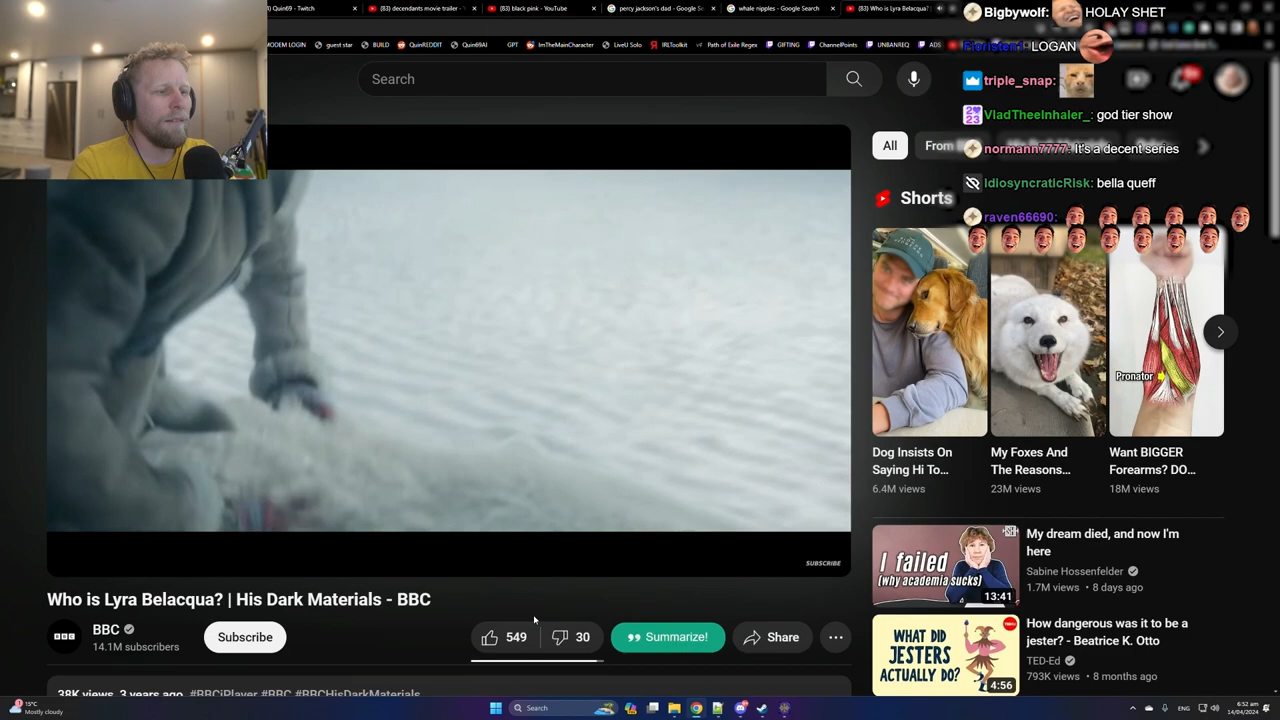 Quin69 - Twitch
(83) decendants movie trailer -
(83) black pink - YouTube
percy jackson's dad - Google Se
whale nipples - Google Search
(83) Who is Lyra Belacqua?
MODEM LOGIN
guest star
BUILD
QuinREDDIT
Quin69AI
GPT
ImTheMainCharacter
LiveU Solo
IRLToolkit
Path of Exile Regex
GIFTING
ChannelPoints
UNBANREQ
ADS
Search
Bigbywolf: HOLAY SHET
LOGAN
triple_snap:
VladTheeInhaler_: god tier show
normann7777: It's a decent series
IdiosyncraticRisk: bella queff
raven66690:
All
From
Shorts
Pronator
Dog Insists On
Saying Hi To...
6.4M views
My Foxes And
The Reasons...
23M views
Want BIGGER
Forearms? DO...
18M views
SUBSCRIBE
Who is Lyra Belacqua? | His Dark Materials - BBC
BBC
BBC
14.1M subscribers
Subscribe
549
30
Summarize!
Share
38K views 3 years ago #BBCiPlayer #BBC #BBCHisDarkMaterials
I failed
(why academia sucks)
13:41
My dream died, and now I'm
here
Sabine Hossenfelder
1.7M views • 8 days ago
WHAT DID
JESTERS
ACTUALLY DO?
4:56
How dangerous was it to be a
jester? - Beatrice K. Otto
TED-Ed
793K views • 8 months ago
15°C
Mostly cloudy
Search
ENG
6:52 am
14/04/2024